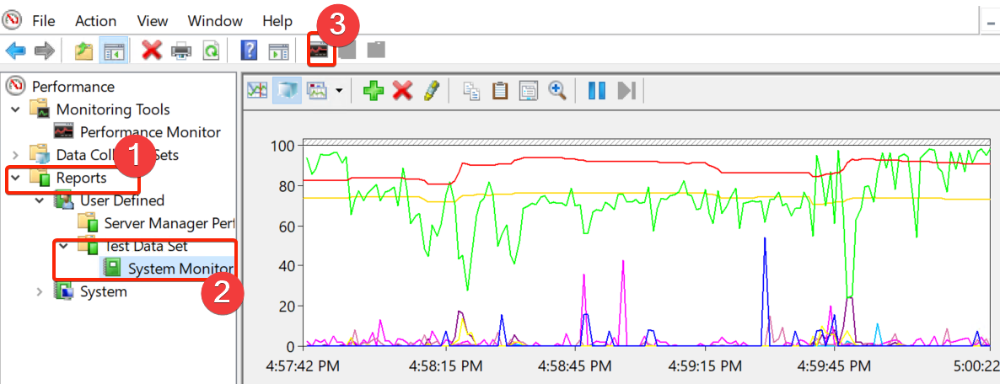 File Action View Window Help
3
Performance
Monitoring Tools
Performance Monitor
Data Coll Sets
1
Reports
User Defined
Server Manager Perf
Test Data Set
System Monitor
2
System
100
80
60
40
20
0
4:57:42 PM 4:58:15 PM 4:58:45 PM 4:59:15 PM 4:59:45 PM 5:00:22